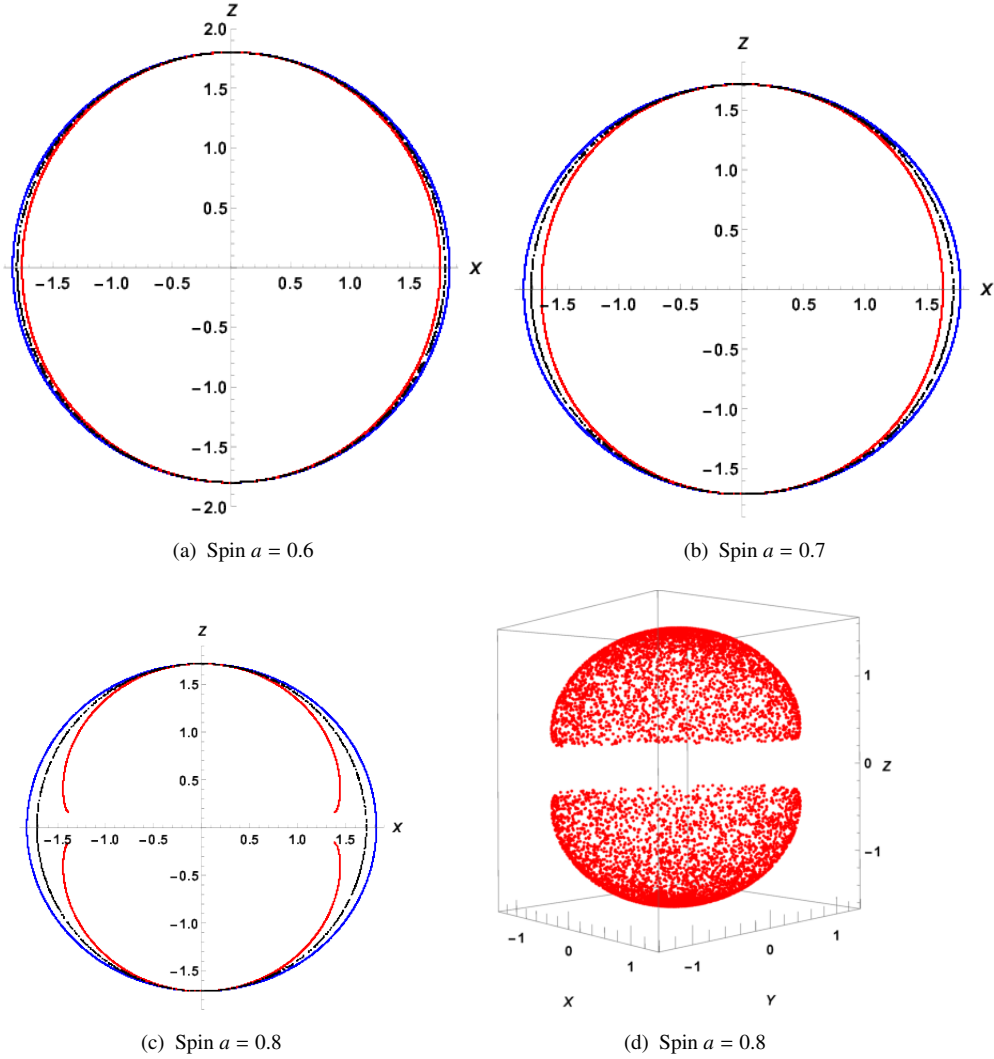 Z
2.0
1.5
1.0
0.5
−1.5 −1.0 −0.5 0.5 1.0 1.5 X
−0.5
−1.0
−1.5
−2.0
(a) Spin a = 0.6
Z
1.5
1.0
0.5
−1.5 −1.0 −0.5 0.5 1.0 1.5 X
−0.5
−1.0
−1.5
(b) Spin a = 0.7
Z
1.5
1.0
0.5
−1.5 −1.0 −0.5 0.5 1.0 1.5 X
−0.5
−1.0
−1.5
(c) Spin a = 0.8
1
0 Z
−1
−1 0 1
X
−1 0 1
Y
(d) Spin a = 0.8